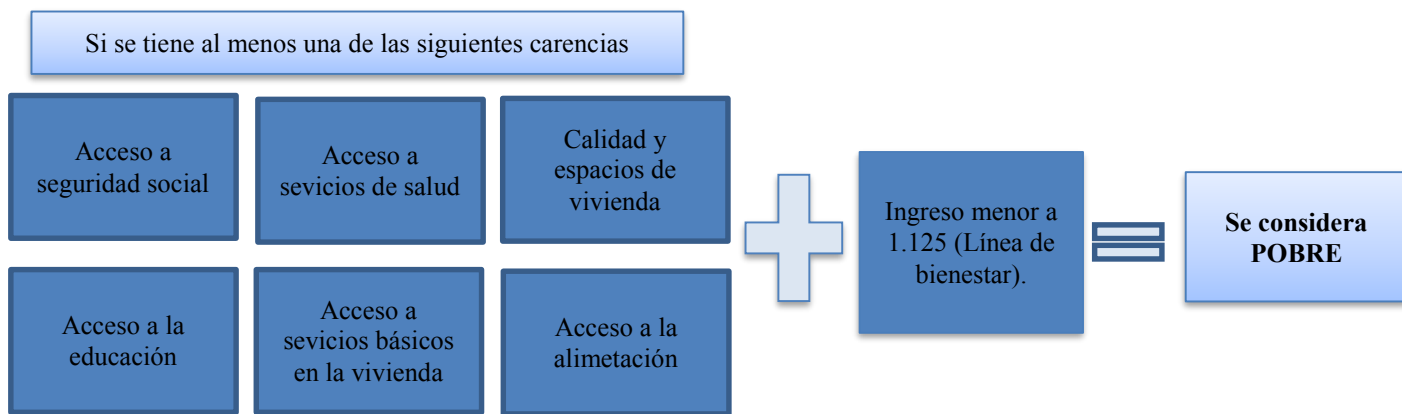 Si se tiene al menos una de las siguientes carencias
Acceso a
seguridad social
Acceso a
sevicios de salud
Calidad y
espacios de
vivienda
Acceso a la
educación
Acceso a
sevicios básicos
en la vivienda
Acceso a la
alimetación
Ingreso menor a
1.125 (Línea de
bienestar).
Se considera
POBRE